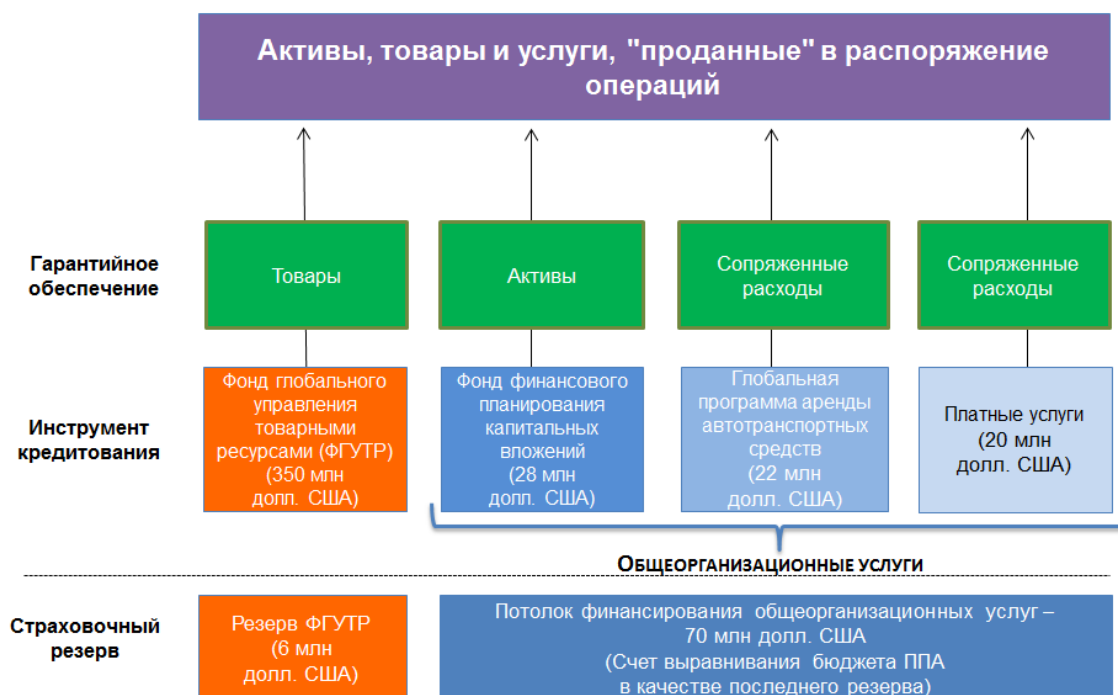 Активы, товары и услуги, "проданные" в распоряжение
операций
Гарантийное
обеспечение
Товары
Активы
Сопряженные
расходы
Сопряженные
расходы
Инструмент
кредитования
Фонд глобального
управления
товарными
ресурсами (ФГУТР)
(350 млн
долл. США)
Фонд финансового
планирования
капитальных
вложений
(28 млн
долл. США)
Глобальная
программа аренды
автотранспортных
средств
(22 млн
долл. США)
Платные услуги
(20 млн
долл. США)
Общеорганизационные услуги
Страховочный
резерв
Резерв ФГУТР
(6 млн
долл. США)
Потолок финансирования общеорганизационных услуг –
70 млн долл. США
(Счет выравнивания бюджета ППА
в качестве последнего резерва)